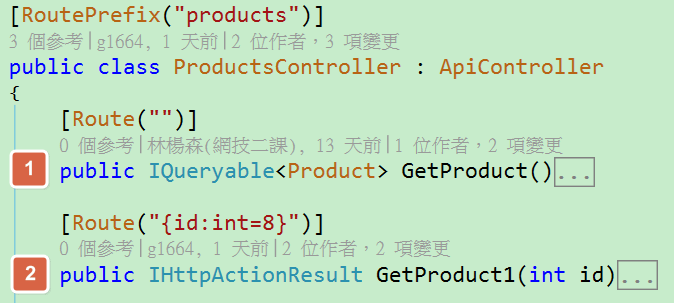 [RoutePrefix("products")]
3 個參考|g1664, 1 天前|2 位作者，3 項變更
public class ProductsController : ApiController
{
[Route("")]
0 個參考|林楊森(網技二課), 13 天前|1 位作者，2 項變更
1 public IQueryable<Product> GetProduct()...
[Route("{id:int=8}")]
0 個參考|g1664, 1 天前|2 位作者，2 項變更
2 public IHttpActionResult GetProduct1(int id)...